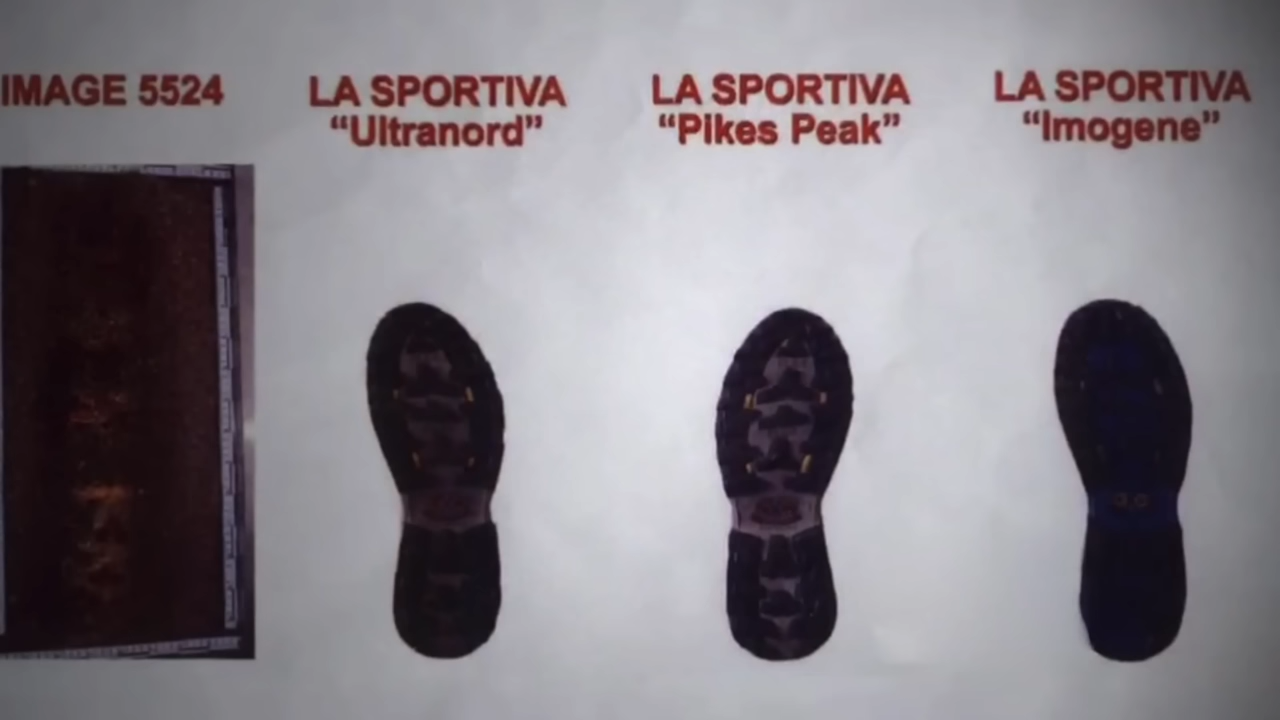 IMAGE 5524
LA SPORTIVA
“Ultranord”
LA SPORTIVA
“Pikes Peak”
LA SPORTIVA
“Imogene”